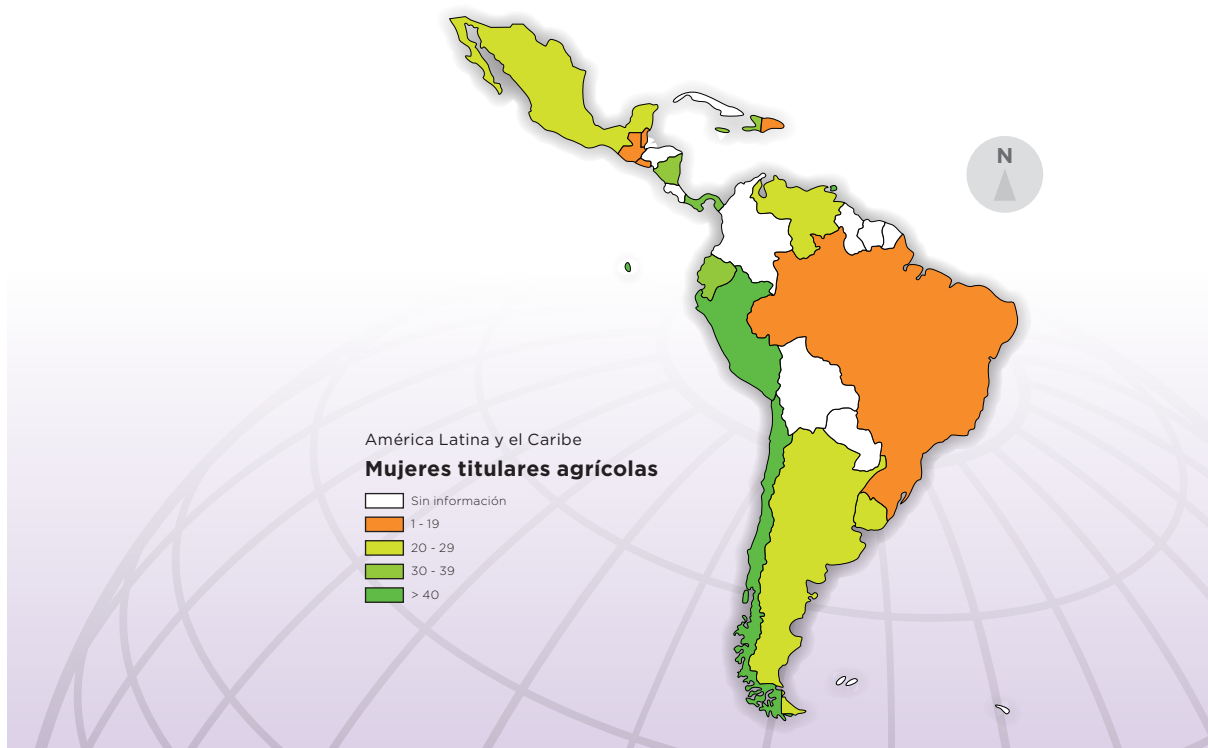 N
América Latina y el Caribe
Mujeres titulares agrícolas
Sin información
1 - 19
20 - 29
30 - 39
> 40